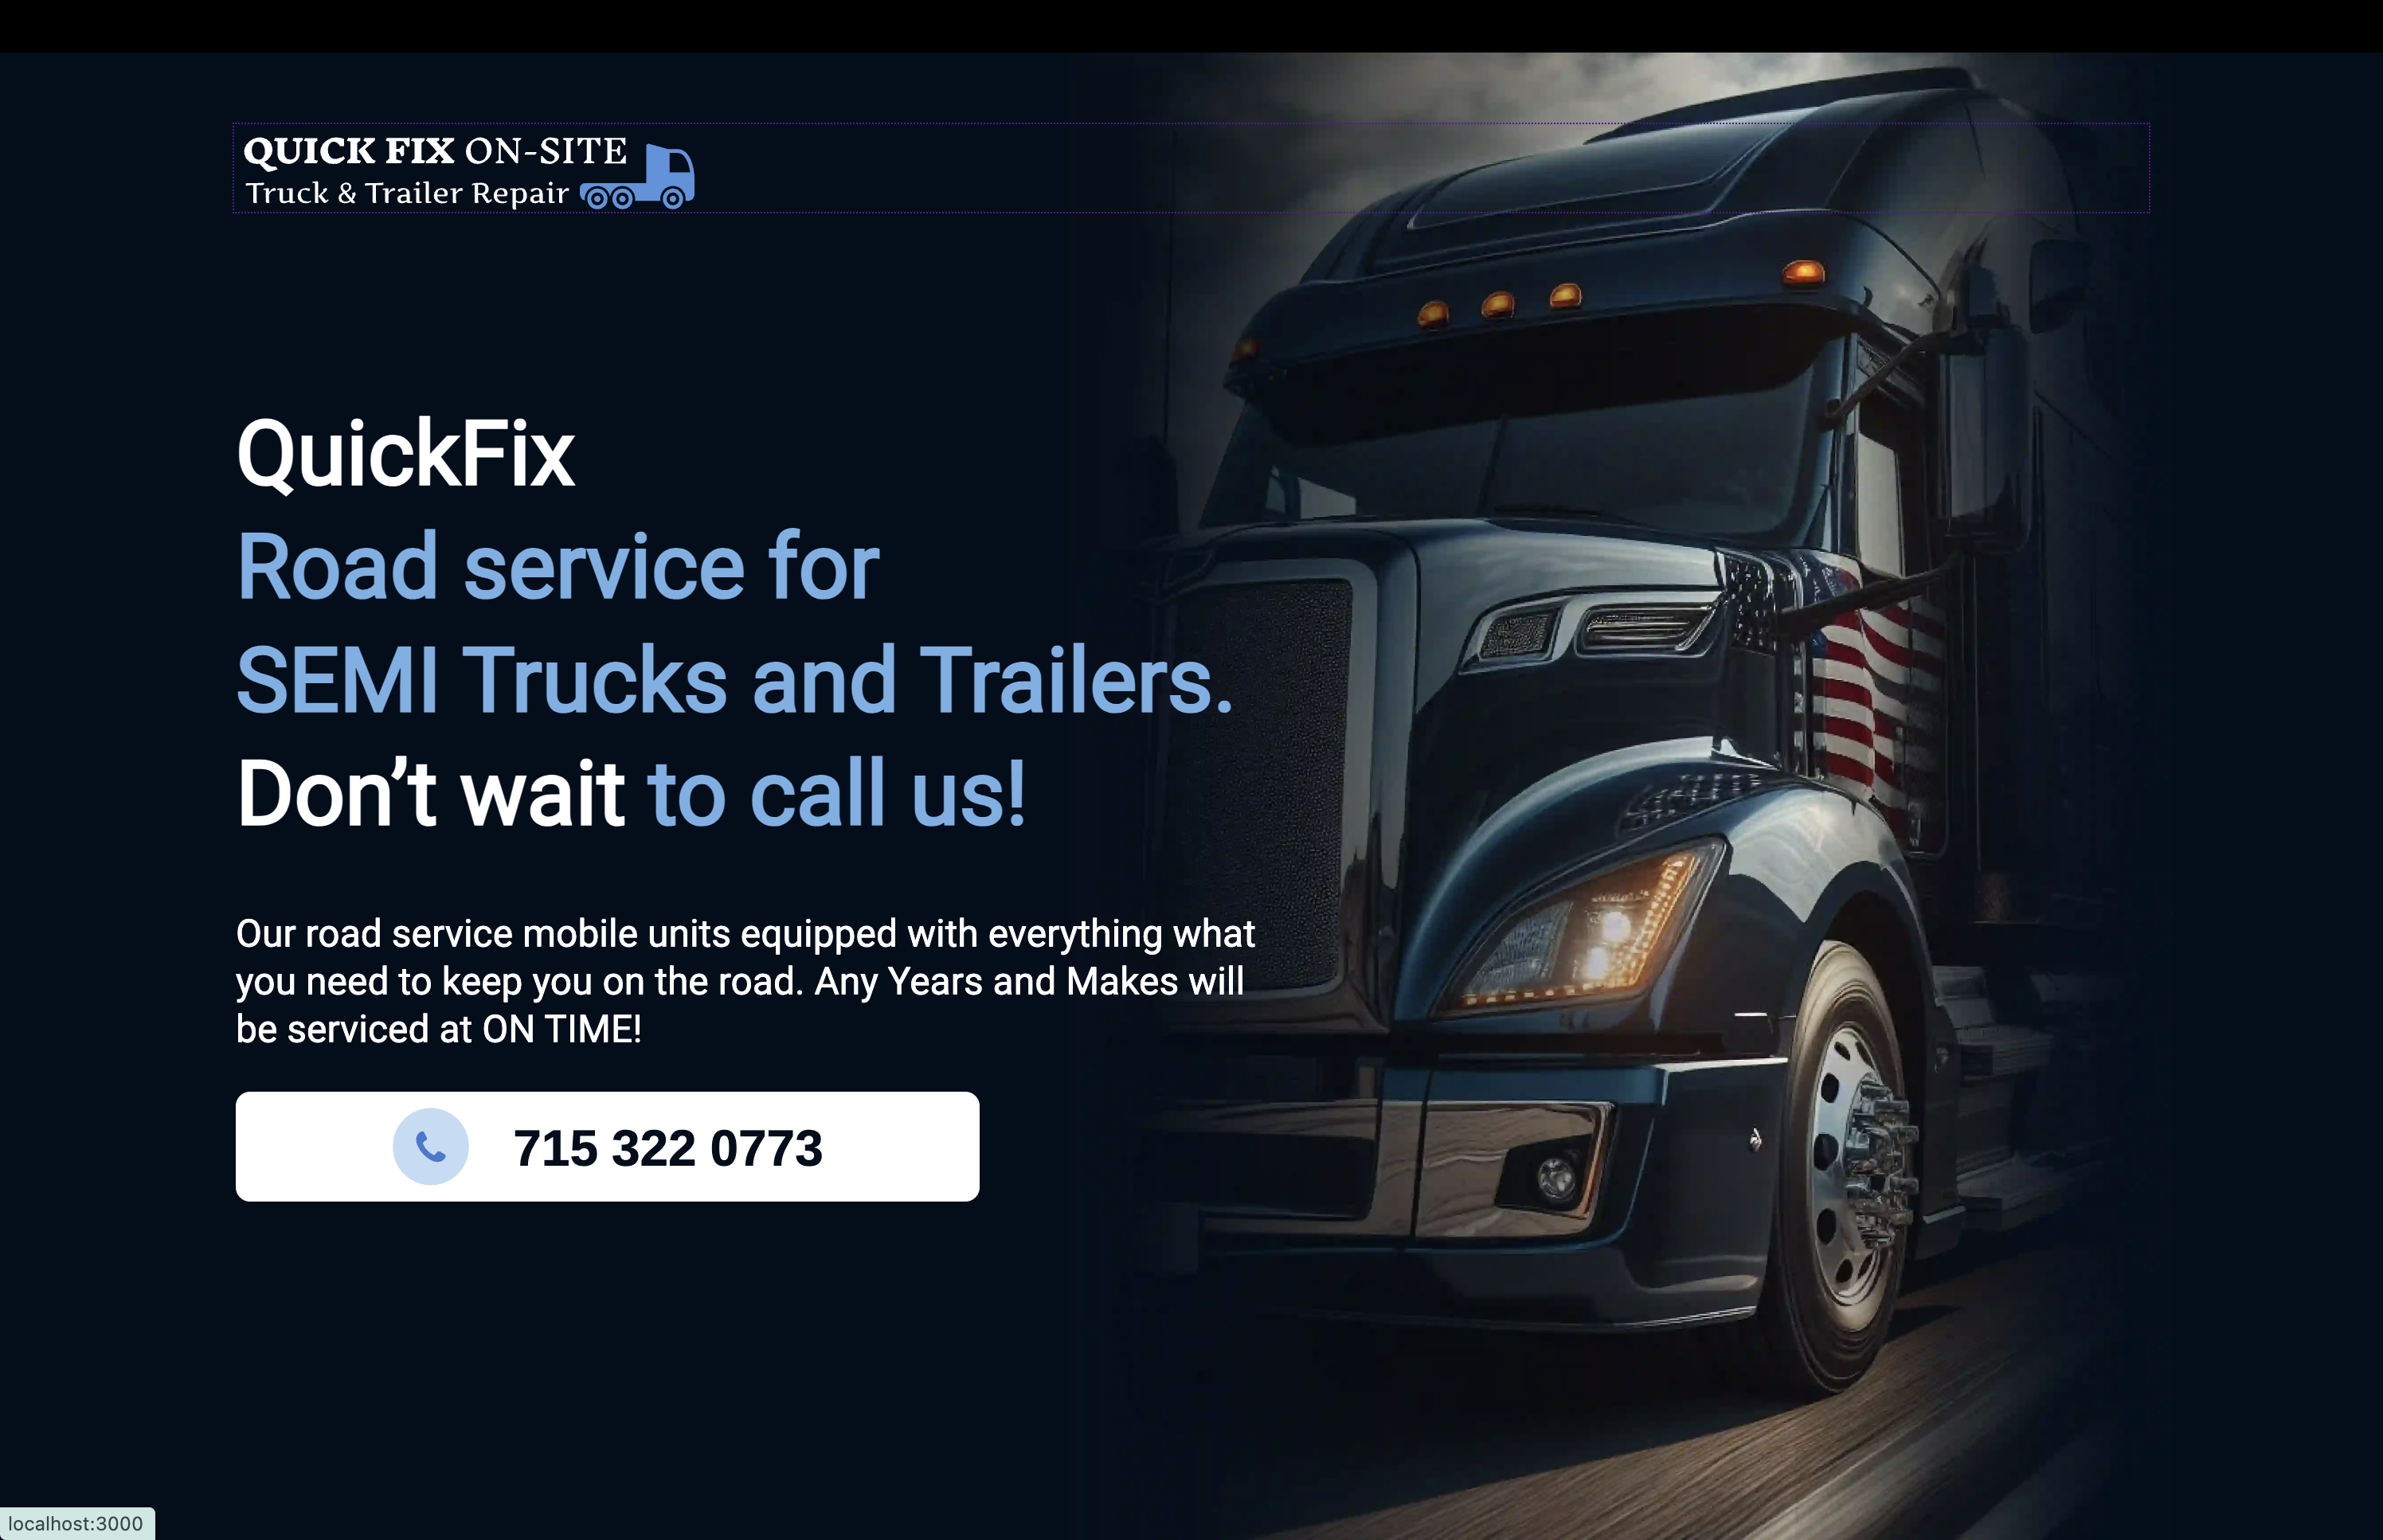 QUICK FIX ON-SITE
Truck & Trailer Repair
QuickFix
Road service for
SEMI Trucks and Trailers.
Don’t wait to call us!
Our road service mobile units equipped with everything what
you need to keep you on the road. Any Years and Makes will
be serviced at ON TIME!
715 322 0773
localhost:3000